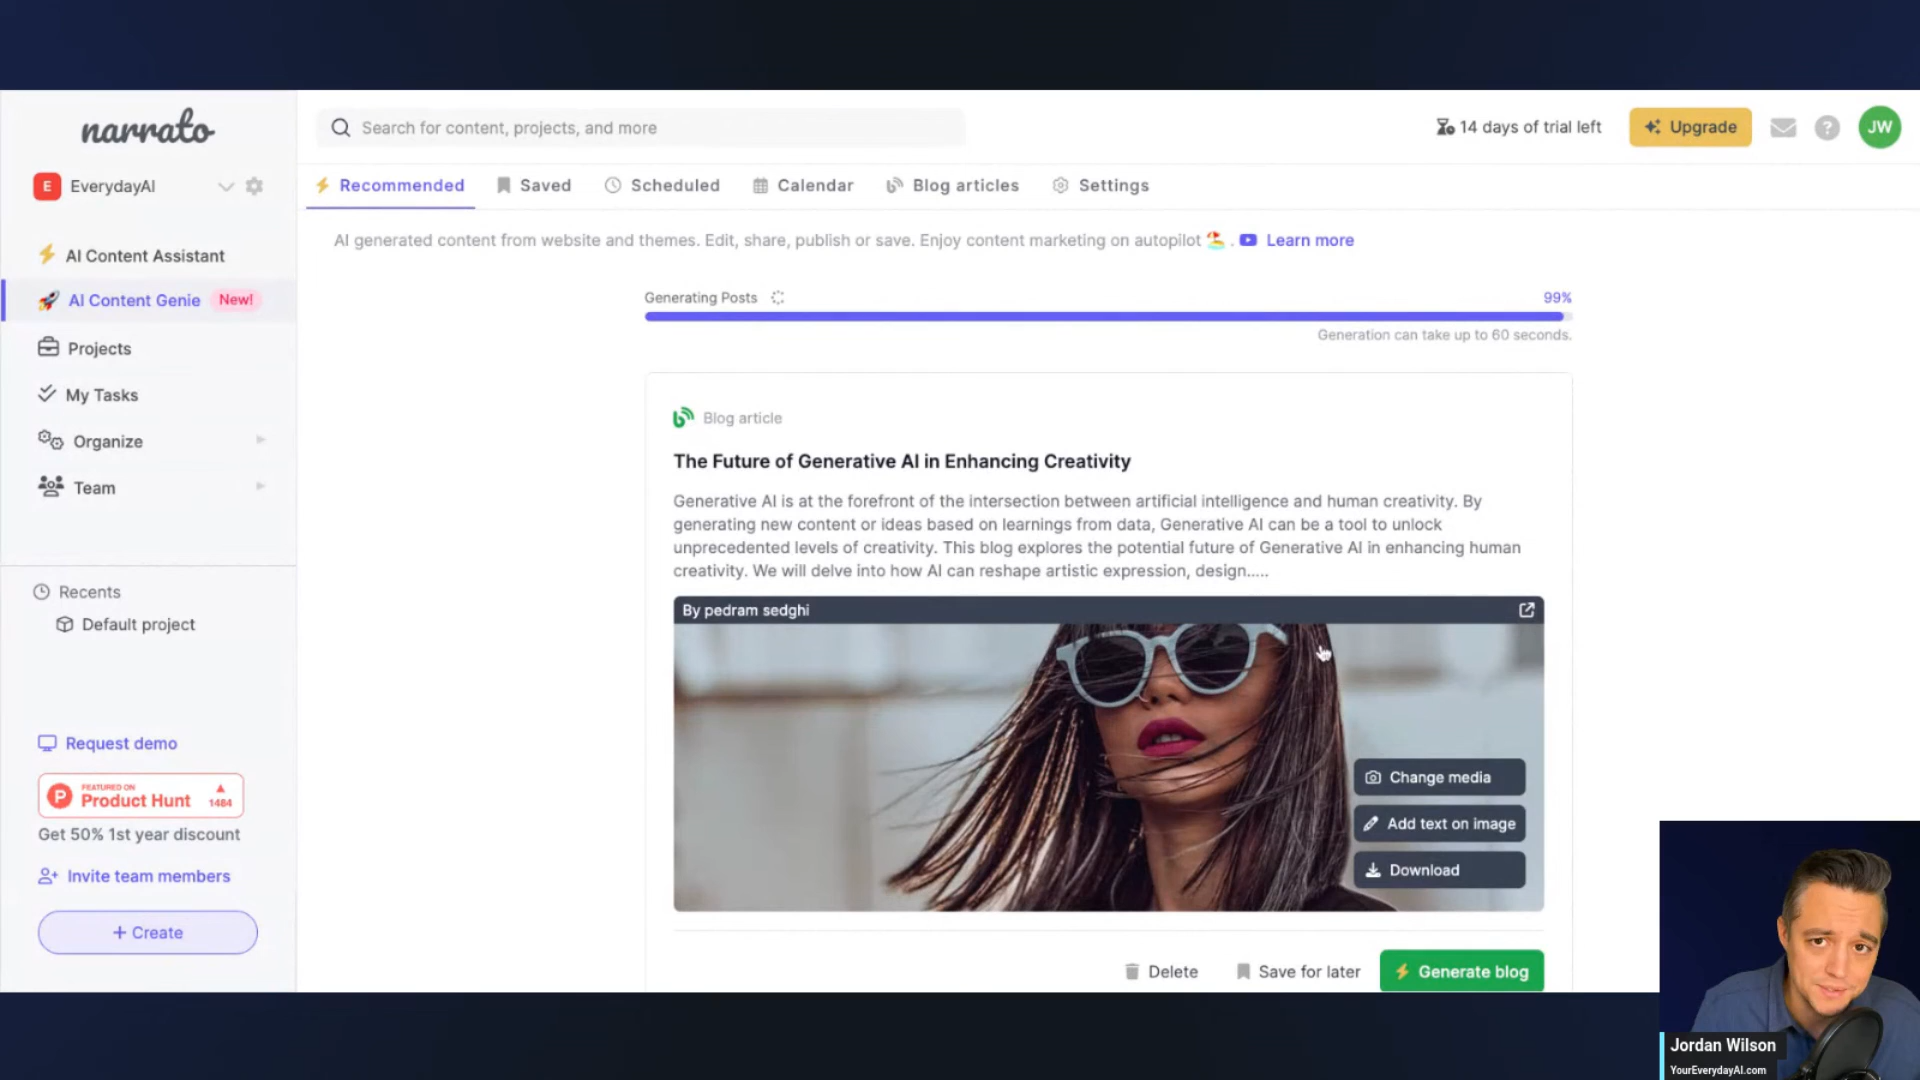 narrato
Search for content, projects, and more
14 days of trial left
Upgrade
?
JW
E
EverydayAI
Recommended
Saved
Scheduled
Calendar
Blog articles
Settings
AI generated content from website and themes. Edit, share, publish or save. Enjoy content marketing on autopilot 🏖️ . Learn more
AI Content Assistant
AI Content Genie
New!
Projects
My Tasks
Organize
Team
Recents
Default project
Request demo
P
FEATURED ON
Product Hunt
1484
Get 50% 1st year discount
Invite team members
+ Create
Generating Posts
99%
Generation can take up to 60 seconds.
Blog article
The Future of Generative AI in Enhancing Creativity
Generative AI is at the forefront of the intersection between artificial intelligence and human creativity. By
generating new content or ideas based on learnings from data, Generative AI can be a tool to unlock
unprecedented levels of creativity. This blog explores the potential future of Generative AI in enhancing human
creativity. We will delve into how AI can reshape artistic expression, design.....
By pedram sedghi
Change media
Add text on image
Download
Delete
Save for later
Generate blog
Jordan Wilson
YourEverydayAI.com